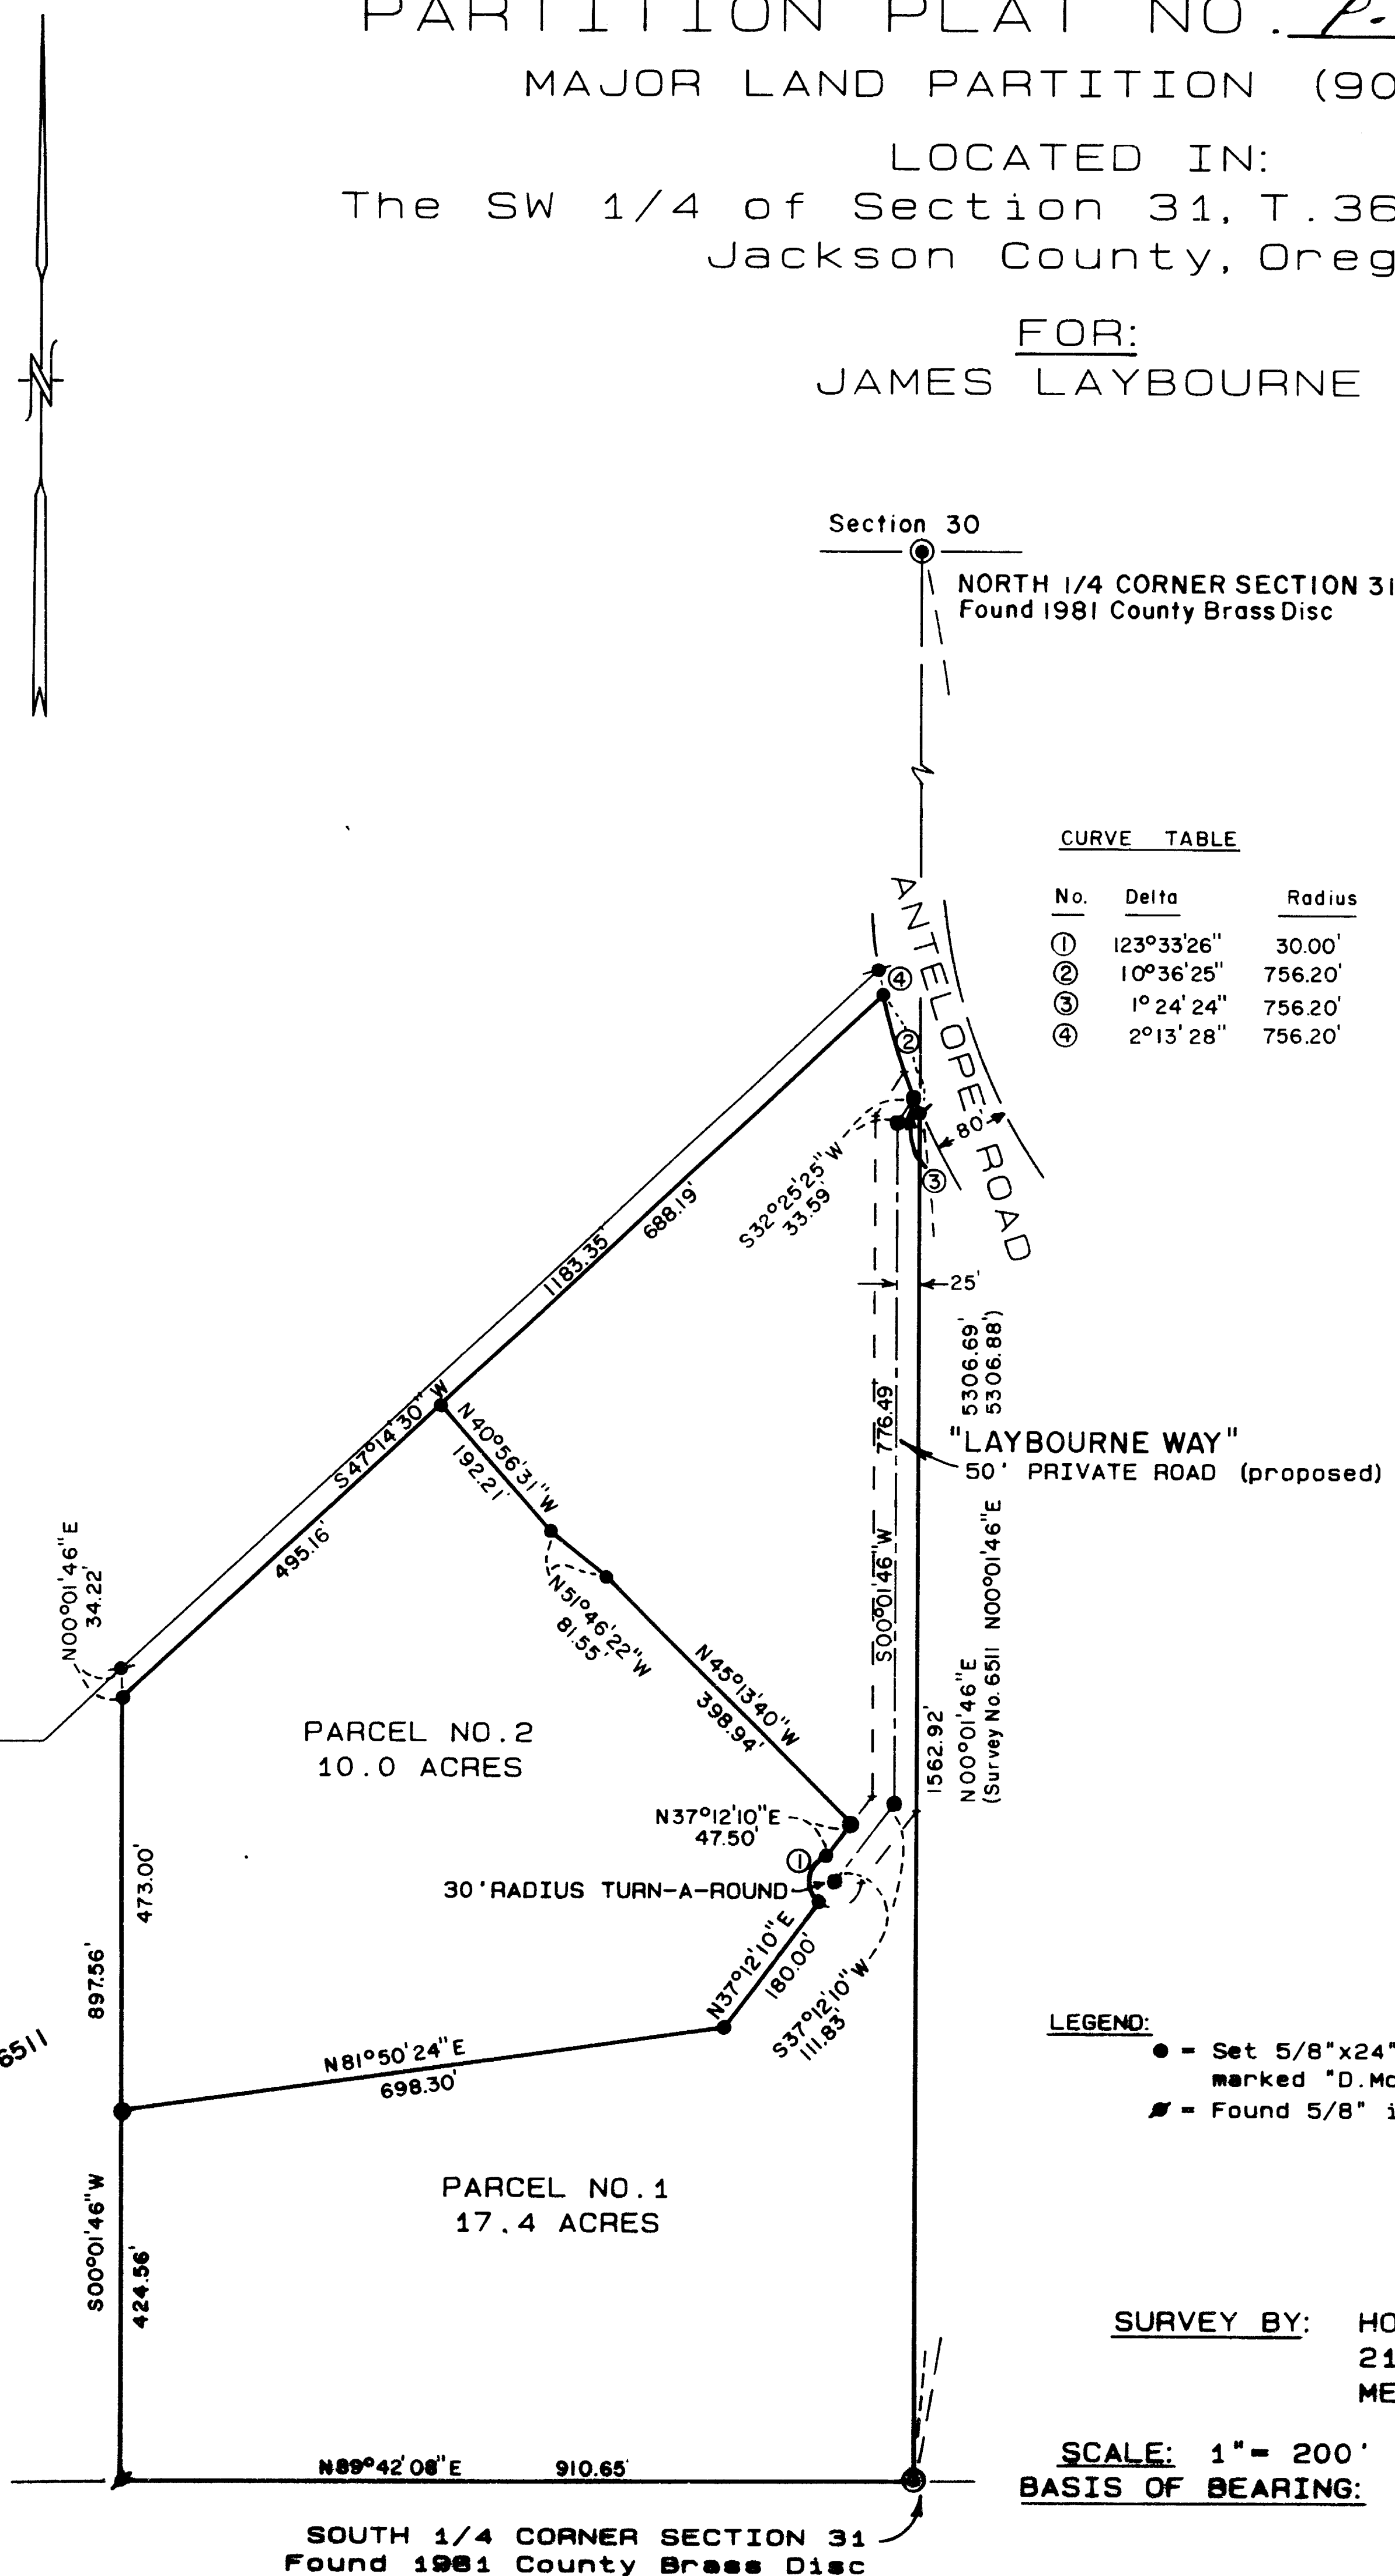 PARTITION PLAT NO. P.
MAJOR LAND PARTITION (90
LOCATED IN:
The SW 1/4 of Section 31, T.36
Jackson County, Oreg
FOR:
JAMES LAYBOURNE
N
Section 30
NORTH 1/4 CORNER SECTION 31
Found 1981 County Brass Disc
CURVE TABLE
No. Delta Radius
1 123°33'26" 30.00'
2 10°36'25" 756.20'
3 1°24'24" 756.20'
4 2°13'28" 756.20'
ANTELOPE ROAD
4
2
80'
3
S32°25'25"W
33.59'
688.19'
1183.35'
25'
5306.69'
5306.88')
776.49'
"LAYBOURNE WAY"
50' PRIVATE ROAD (proposed)
S47°14'30"W
N40°56'31"W
192.21'
495.16'
N00°01'46"E
34.22'
N51°46'22"W
81.55'
S00°01'46"W
N00°01'46"E
(Survey No. 6511 N00°01'46"E
1562.92'
N45°13'40"W
398.94'
PARCEL NO.2
10.0 ACRES
N37°12'10"E
47.50'
1
30'RADIUS TURN-A-ROUND
473.00'
897.56'
N37°12'10"E
180.00'
S37°12'10"W
111.83'
6511
N81°50'24"E
698.30'
LEGEND:
● = Set 5/8"x24"
marked "D.Mc
= Found 5/8" i
PARCEL NO.1
17.4 ACRES
S00°01'46"W
424.56'
SURVEY BY: HO
21
ME
SCALE: 1"= 200'
BASIS OF BEARING:
N89°42'08"E 910.65'
SOUTH 1/4 CORNER SECTION 31
Found 1981 County Brass Disc